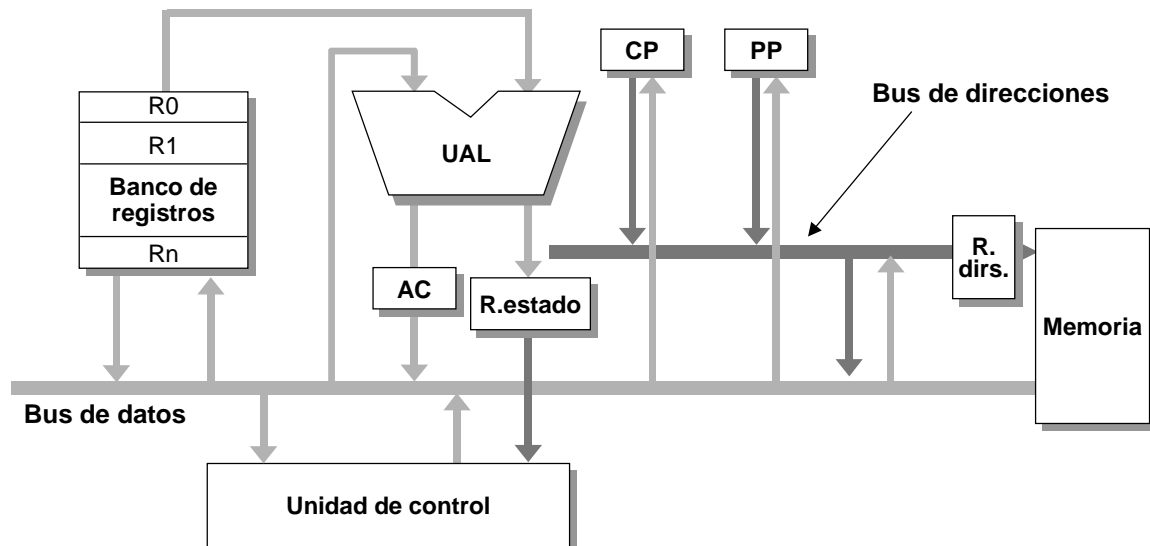 CP
PP
Bus de direcciones
R0
R1
Banco de
registros
Rn
UAL
R.
dirs.
AC
R.estado
Memoria
Bus de datos
Unidad de control